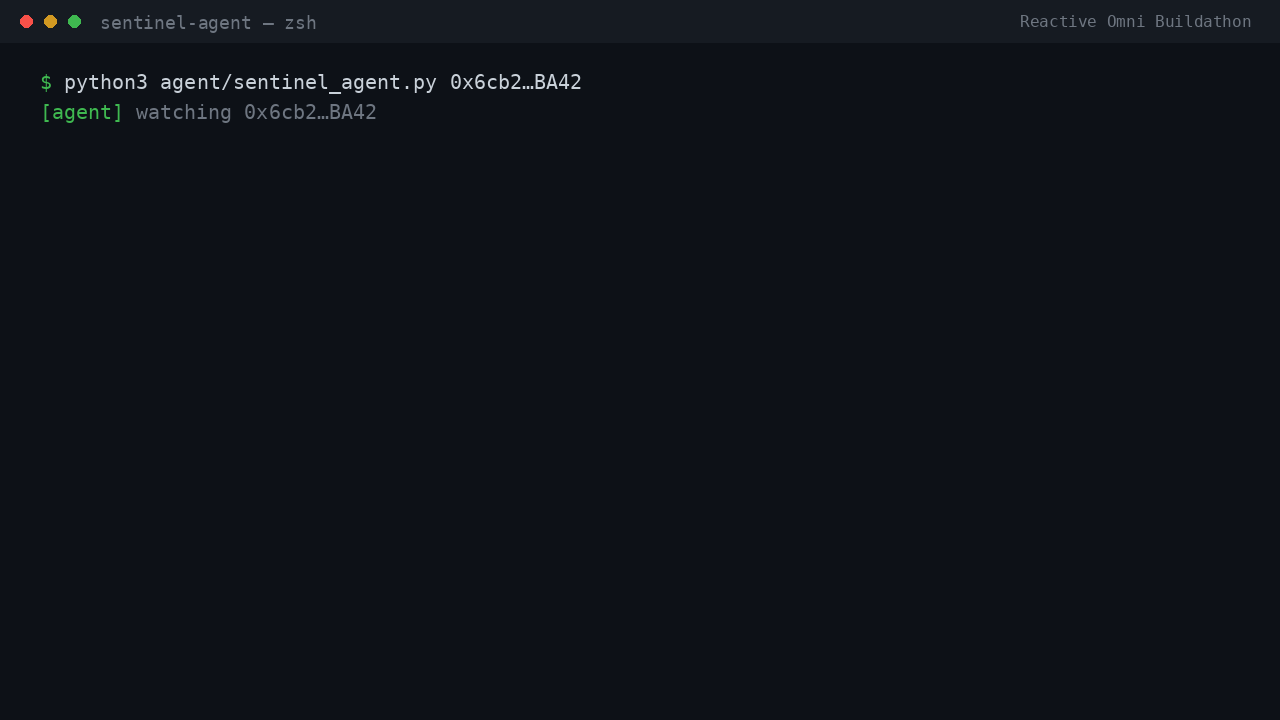 sentinel-agent — zsh
Reactive Omni Buildathon
$ python3 agent/sentinel_agent.py 0x6cb2…BA42
[agent] watching 0x6cb2…BA42